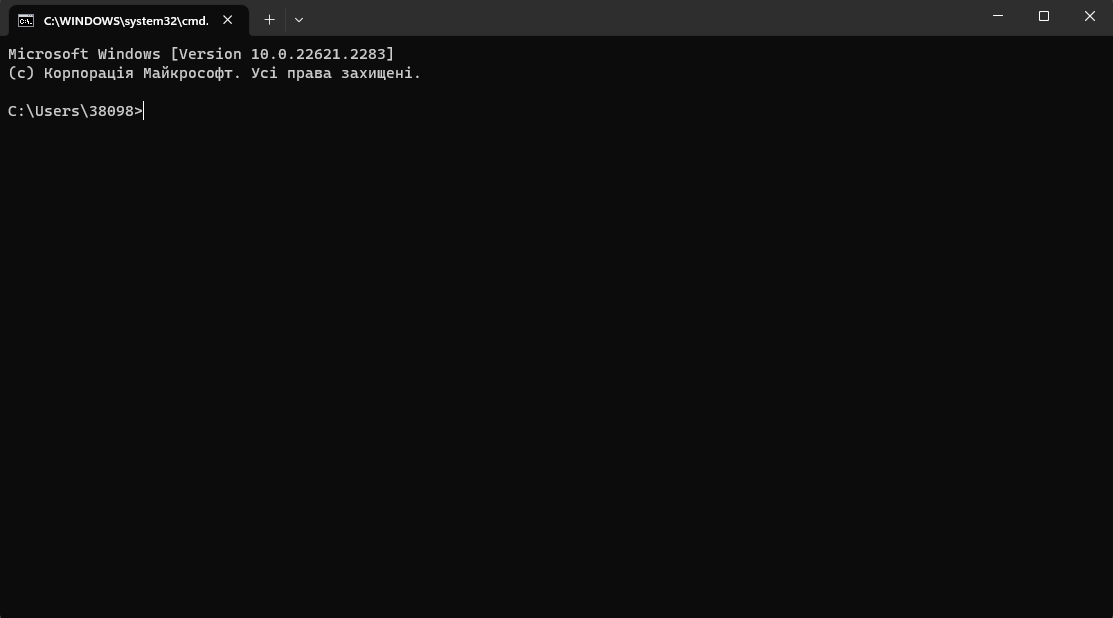 C:\WINDOWS\system32\cmd.
Microsoft Windows [Version 10.0.22621.2283]
(c) Корпорація Майкрософт. Усі права захищені.
C:\Users\38098>